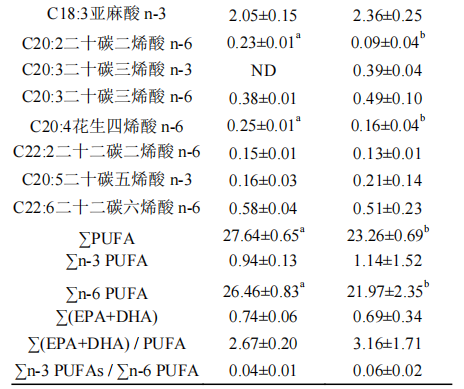 C18:3亚麻酸 n-3 2.05±0.15 2.36±0.25
C20:2二十碳二烯酸 n-6 0.23±0.01a 0.09±0.04b
C20:3二十碳三烯酸 n-3 ND 0.39±0.04
C20:3二十碳三烯酸 n-6 0.38±0.01 0.49±0.10
C20:4花生四烯酸 n-6 0.25±0.01a 0.16±0.04b
C22:2二十二碳二烯酸 n-6 0.15±0.01 0.13±0.01
C20:5二十碳五烯酸 n-3 0.16±0.03 0.21±0.14
C22:6二十二碳六烯酸 n-6 0.58±0.04 0.51±0.23
∑PUFA 27.64±0.65a 23.26±0.69b
∑n-3 PUFA 0.94±0.13 1.14±1.52
∑n-6 PUFA 26.46±0.83a 21.97±2.35b
∑(EPA+DHA) 0.74±0.06 0.69±0.34
∑(EPA+DHA) / PUFA 2.67±0.20 3.16±1.71
∑n-3 PUFAs / ∑n-6 PUFA 0.04±0.01 0.06±0.02